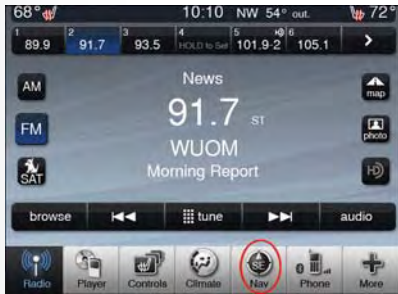 68° 10:10 NW 54° out. 72°
1 2 3 4 5 6
89.9 91.7 93.5 HOLD to Set 101.9-2 105.1 >
News
AM map
91.7 ST
FM photo
WUOM
SAT Morning Report HD
browse tune audio
Radio Player Controls Climate SE Nav Phone More